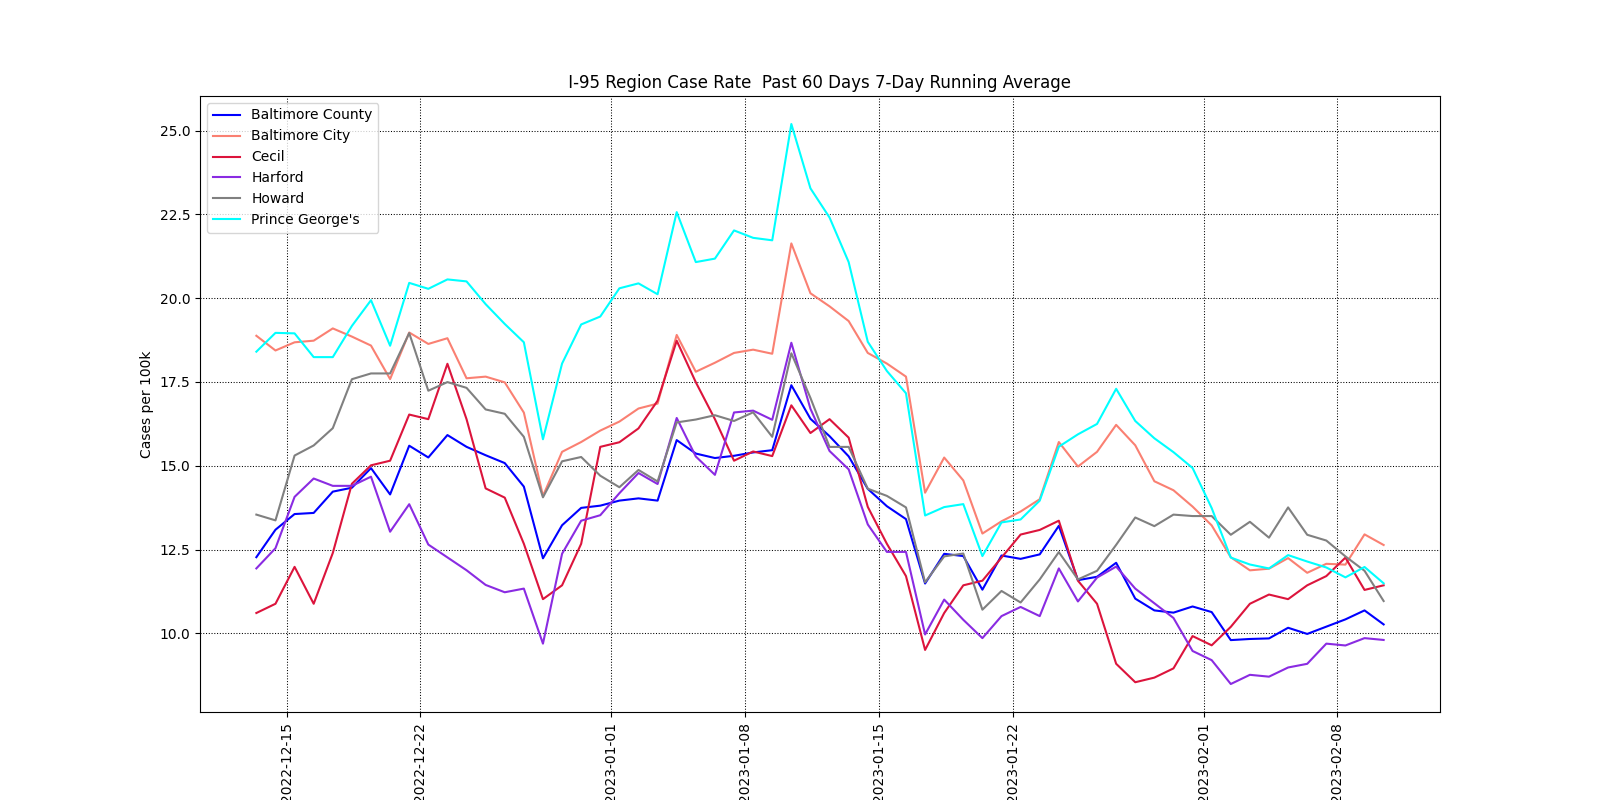 I-95 Region Case Rate  Past 60 Days 7-Day Running Average
Baltimore County
Baltimore City
Cecil
Harford
Howard
Prince George's
Cases per 100k
25.0
22.5
20.0
17.5
15.0
12.5
10.0
2022-12-15
2022-12-22
2023-01-01
2023-01-08
2023-01-15
2023-01-22
2023-02-01
2023-02-08